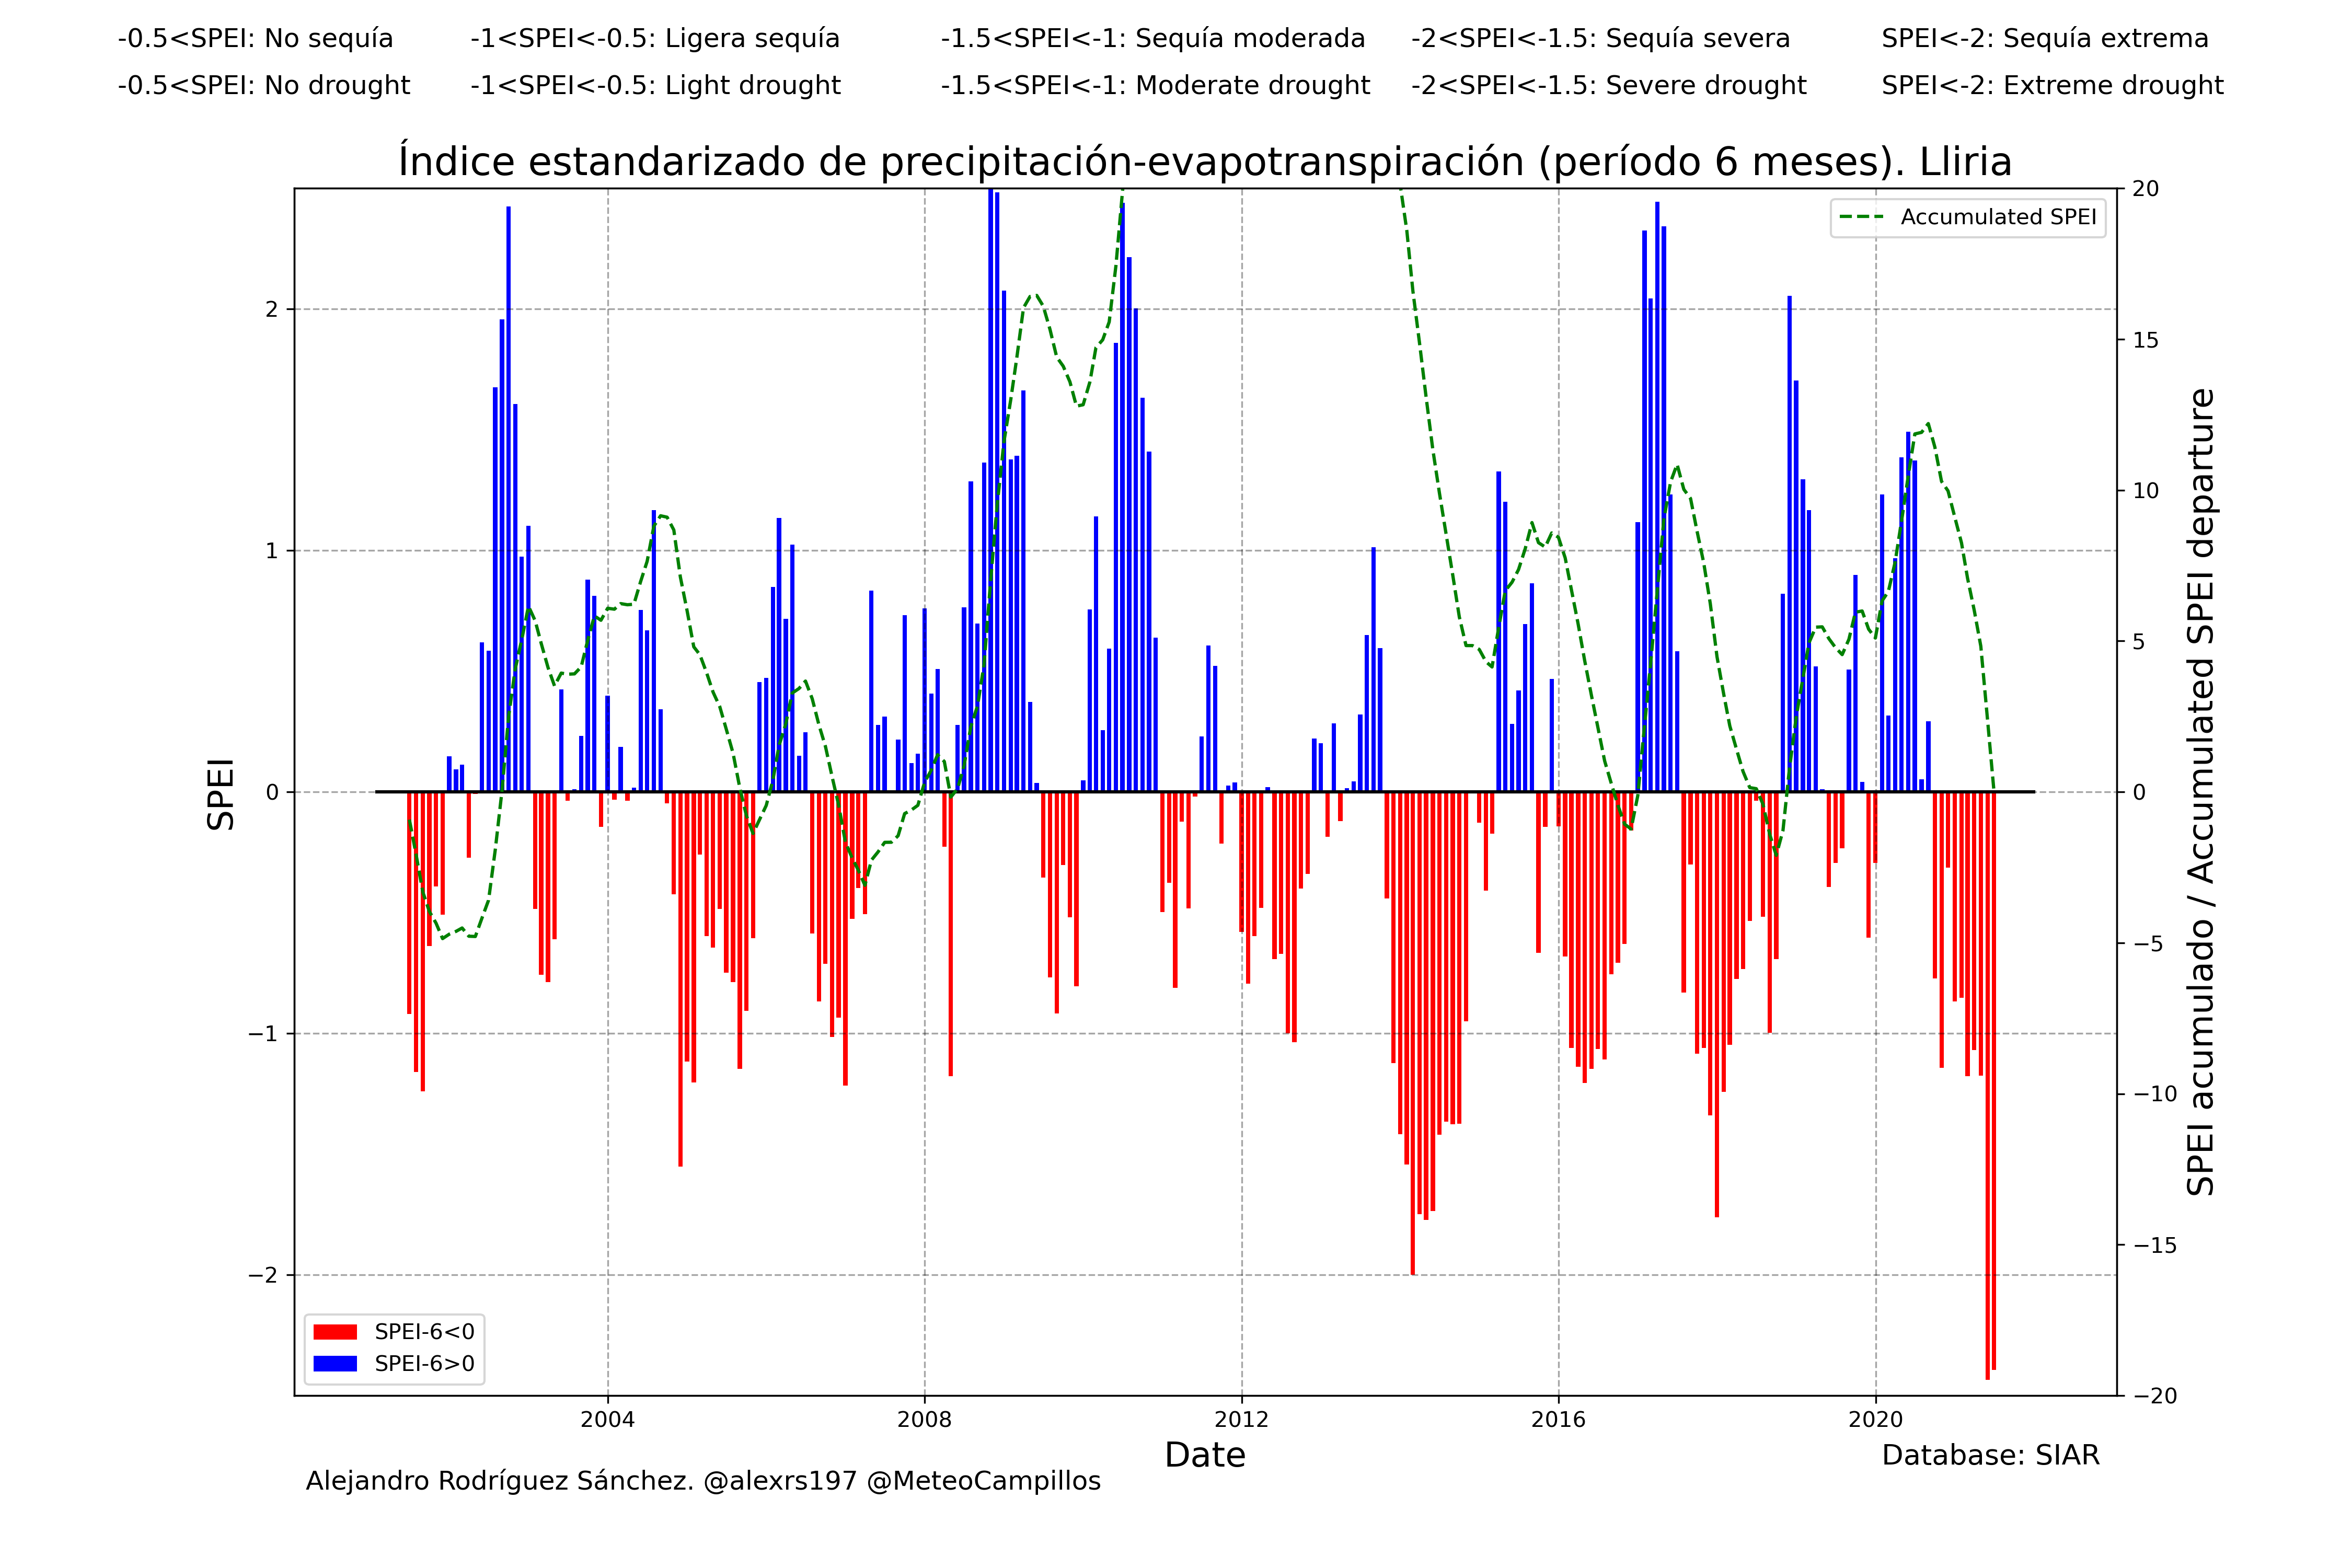 -0.5<SPEI: No sequía -1<SPEI<-0.5: Ligera sequía -1.5<SPEI<-1: Sequía moderada -2<SPEI<-1.5: Sequía severa SPEI<-2: Sequía extrema
-0.5<SPEI: No drought -1<SPEI<-0.5: Light drought -1.5<SPEI<-1: Moderate drought -2<SPEI<-1.5: Severe drought SPEI<-2: Extreme drought
Índice estandarizado de precipitación-evapotranspiración (período 6 meses). Lliria
Accumulated SPEI
2
1
0
−1
−2
SPEI
20
15
10
5
0
−5
−10
−15
−20
SPEI acumulado / Accumulated SPEI departure
SPEI-6<0
SPEI-6>0
2004 2008 2012 2016 2020
Date
Database: SIAR
Alejandro Rodríguez Sánchez. @alexrs197 @MeteoCampillos